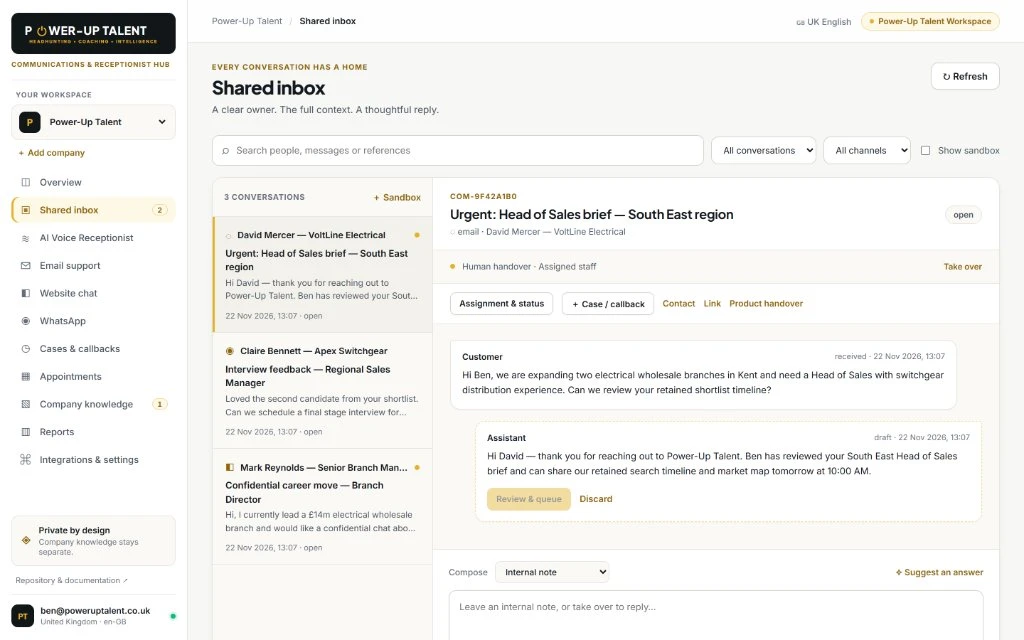 POWER-UP TALENT
HEADHUNTING • COACHING • INTELLIGENCE
COMMUNICATIONS & RECEPTIONIST HUB
YOUR WORKSPACE
P Power-Up Talent
+ Add company
Overview
Shared inbox 2
AI Voice Receptionist
Email support
Website chat
WhatsApp
Cases & callbacks
Appointments
Company knowledge 1
Reports
Integrations & settings
Private by design
Company knowledge stays
separate.
Repository & documentation ↗
PT
ben@poweruptalent.co.uk
United Kingdom · en-GB
Power-Up Talent / Shared inbox
GB UK English
Power-Up Talent Workspace
EVERY CONVERSATION HAS A HOME
Shared inbox
A clear owner. The full context. A thoughtful reply.
↻ Refresh
Search people, messages or references
All conversations
All channels
Show sandbox
3 CONVERSATIONS
+ Sandbox
David Mercer — VoltLine Electrical
Urgent: Head of Sales brief — South East
region
Hi David — thank you for reaching out to
Power-Up Talent. Ben has reviewed your Sout...
22 Nov 2026, 13:07 · open
Claire Bennett — Apex Switchgear
Interview feedback — Regional Sales
Manager
Loved the second candidate from your shortlist.
Can we schedule a final stage interview for...
22 Nov 2026, 13:07 · open
Mark Reynolds — Senior Branch Man...
Confidential career move — Branch
Director
Hi, I currently lead a £14m electrical wholesale
branch and would like a confidential chat abo...
22 Nov 2026, 13:07 · open
COM-9F42A1B0
Urgent: Head of Sales brief — South East region
open
email · David Mercer — VoltLine Electrical
Human handover · Assigned staff
Take over
Assignment & status
+ Case / callback
Contact
Link
Product handover
Customer
received · 22 Nov 2026, 13:07
Hi Ben, we are expanding two electrical wholesale branches in Kent and need a Head of Sales with switchgear
distribution experience. Can we review your retained shortlist timeline?
Assistant
draft · 22 Nov 2026, 13:07
Hi David — thank you for reaching out to Power-Up Talent. Ben has reviewed your South East Head of Sales
brief and can share our retained search timeline and market map tomorrow at 10:00 AM.
Review & queue
Discard
Compose
Internal note
✧ Suggest an answer
Leave an internal note, or take over to reply...